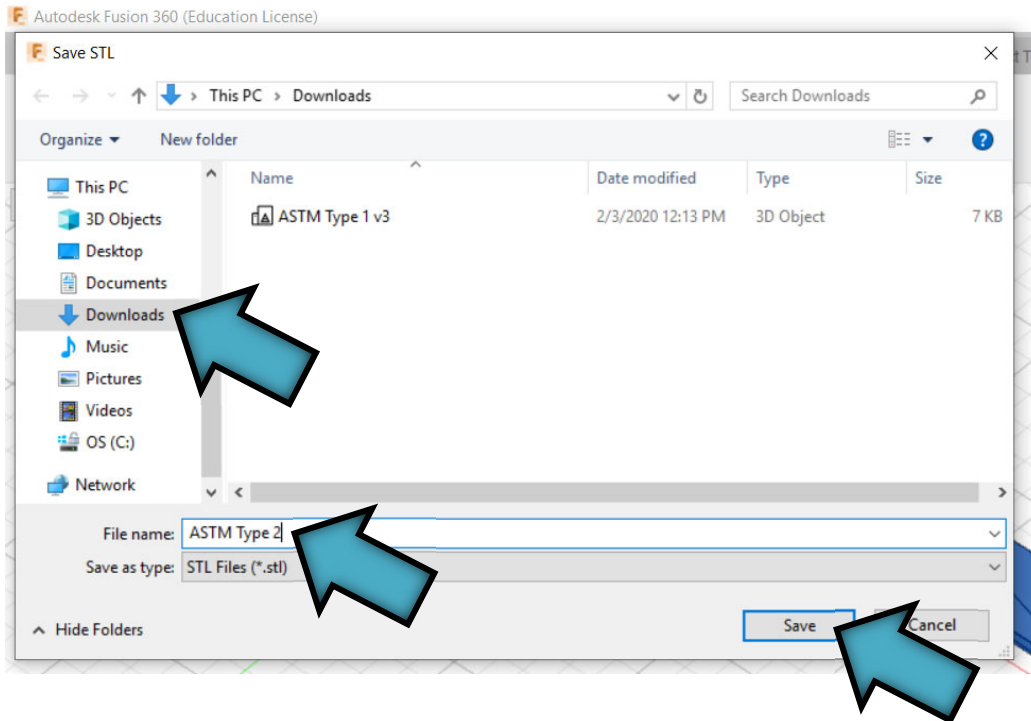 Autodesk Fusion 360 (Education License)
Save STL
This PC > Downloads
Search Downloads
Organize New folder
Name Date modified Type Size
This PC
ASTM Type 1 v3 2/3/2020 12:13 PM 3D Object 7 KB
3D Objects
Desktop
Documents
Downloads
Music
Pictures
Videos
OS (C:)
Network
File name: ASTM Type 2
Save as type: STL Files (*.stl)
Hide Folders
Save Cancel